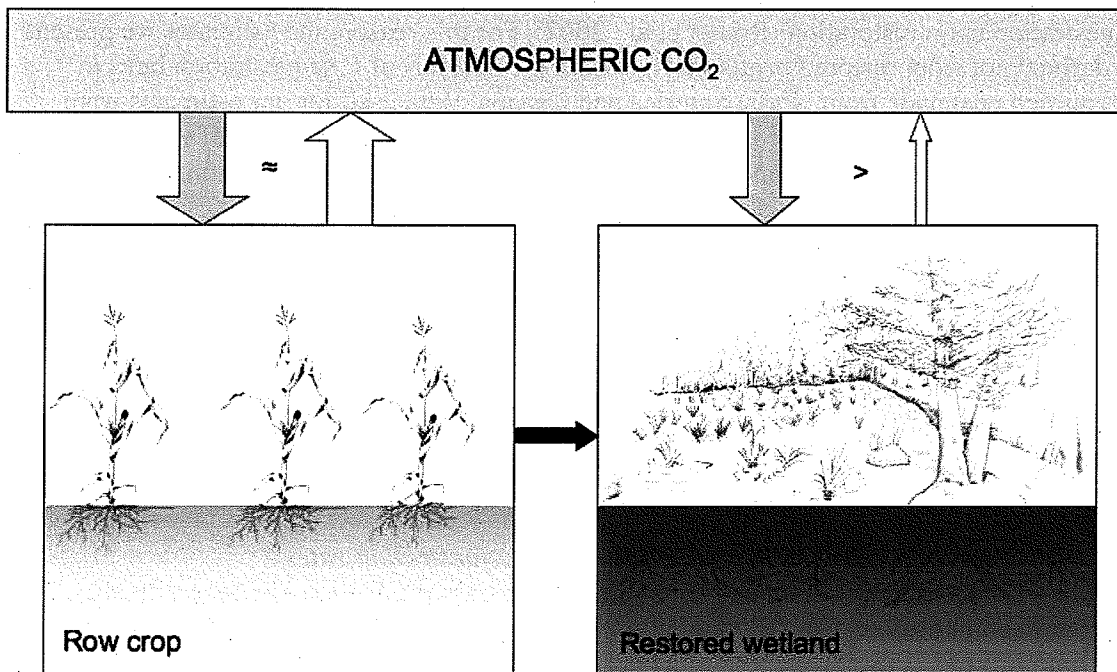 ATMOSPHERIC CO₂
≈
>
Row crop
Restored wetland